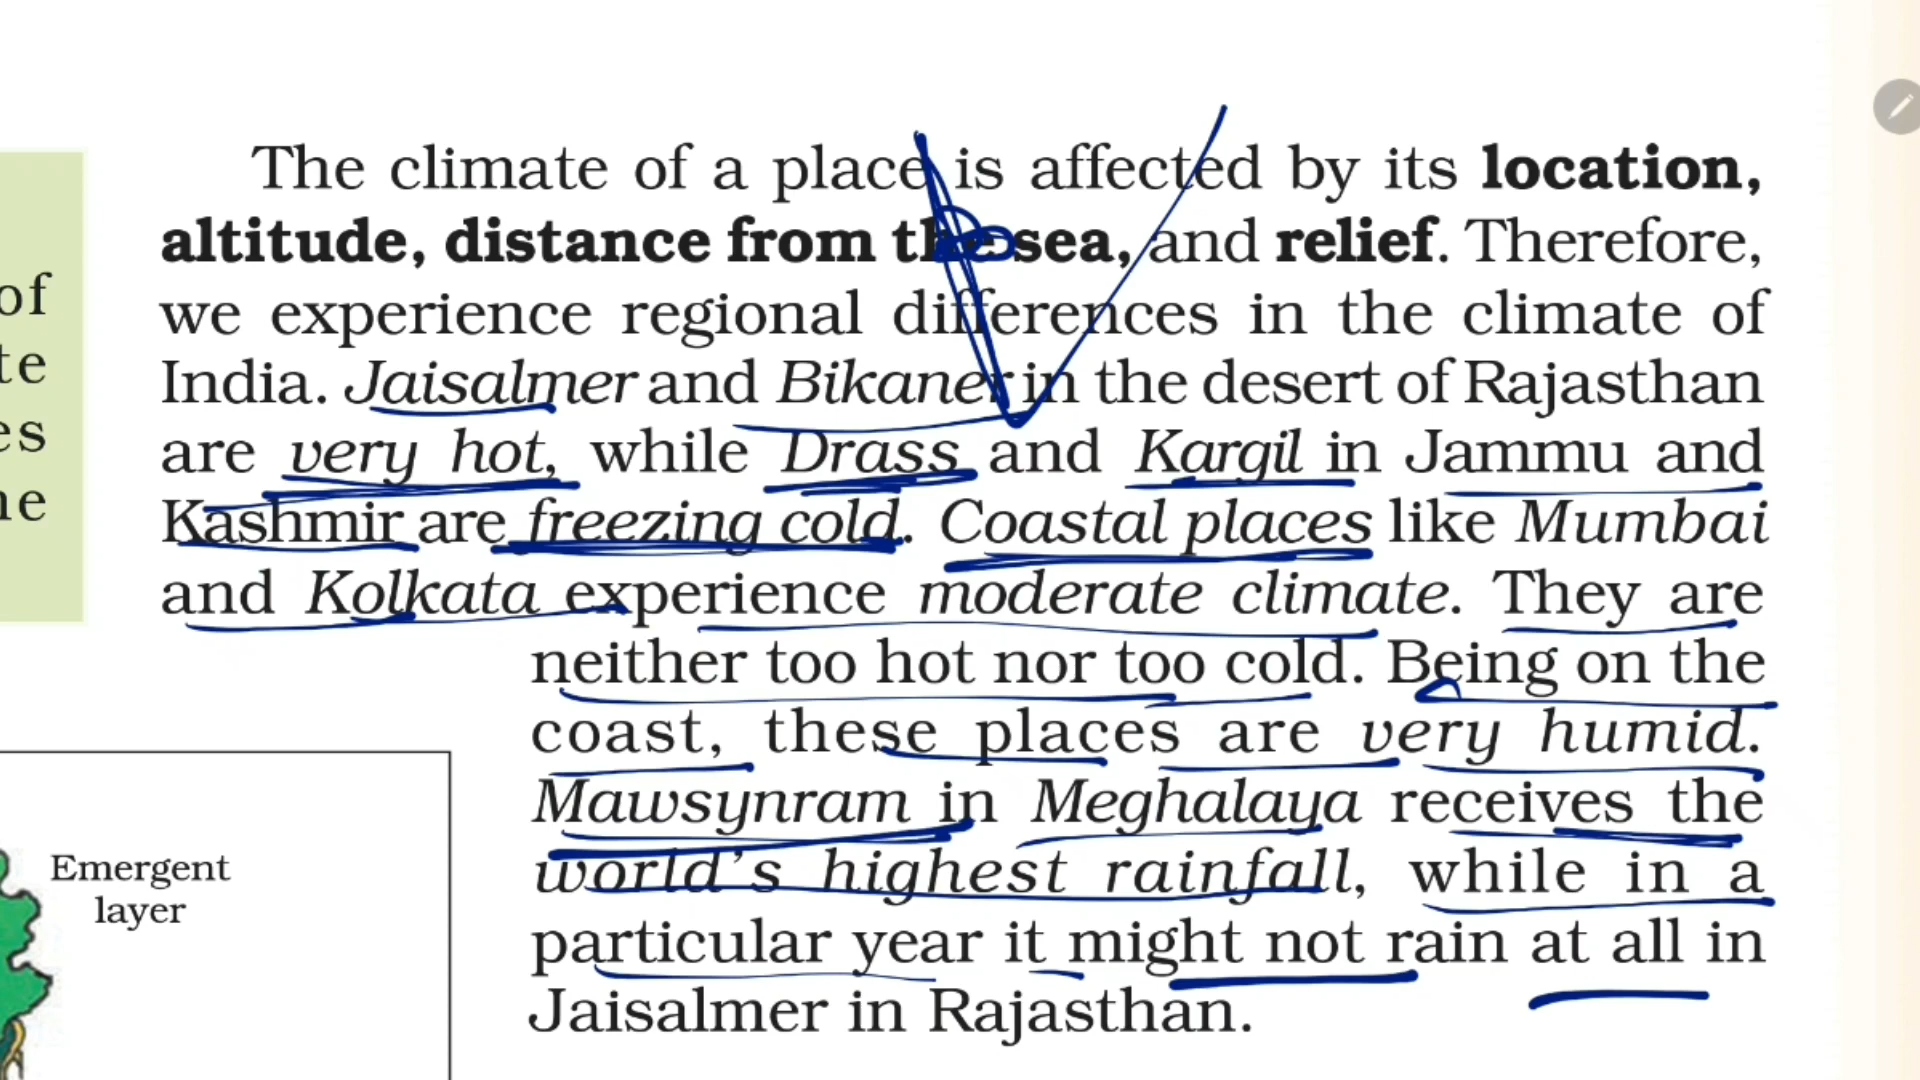 The climate of a place is affected by its location,
altitude, distance from the sea, and relief. Therefore,
we experience regional differences in the climate of
India. Jaisalmer and Bikaner in the desert of Rajasthan
are very hot, while Drass and Kargil in Jammu and
Kashmir are freezing cold. Coastal places like Mumbai
and Kolkata experience moderate climate. They are
neither too hot nor too cold. Being on the
coast, these places are very humid.
Mawsynram in Meghalaya receives the
world's highest rainfall, while in a
particular year it might not rain at all in
Jaisalmer in Rajasthan.
of
te
es
ne
Emergent
layer